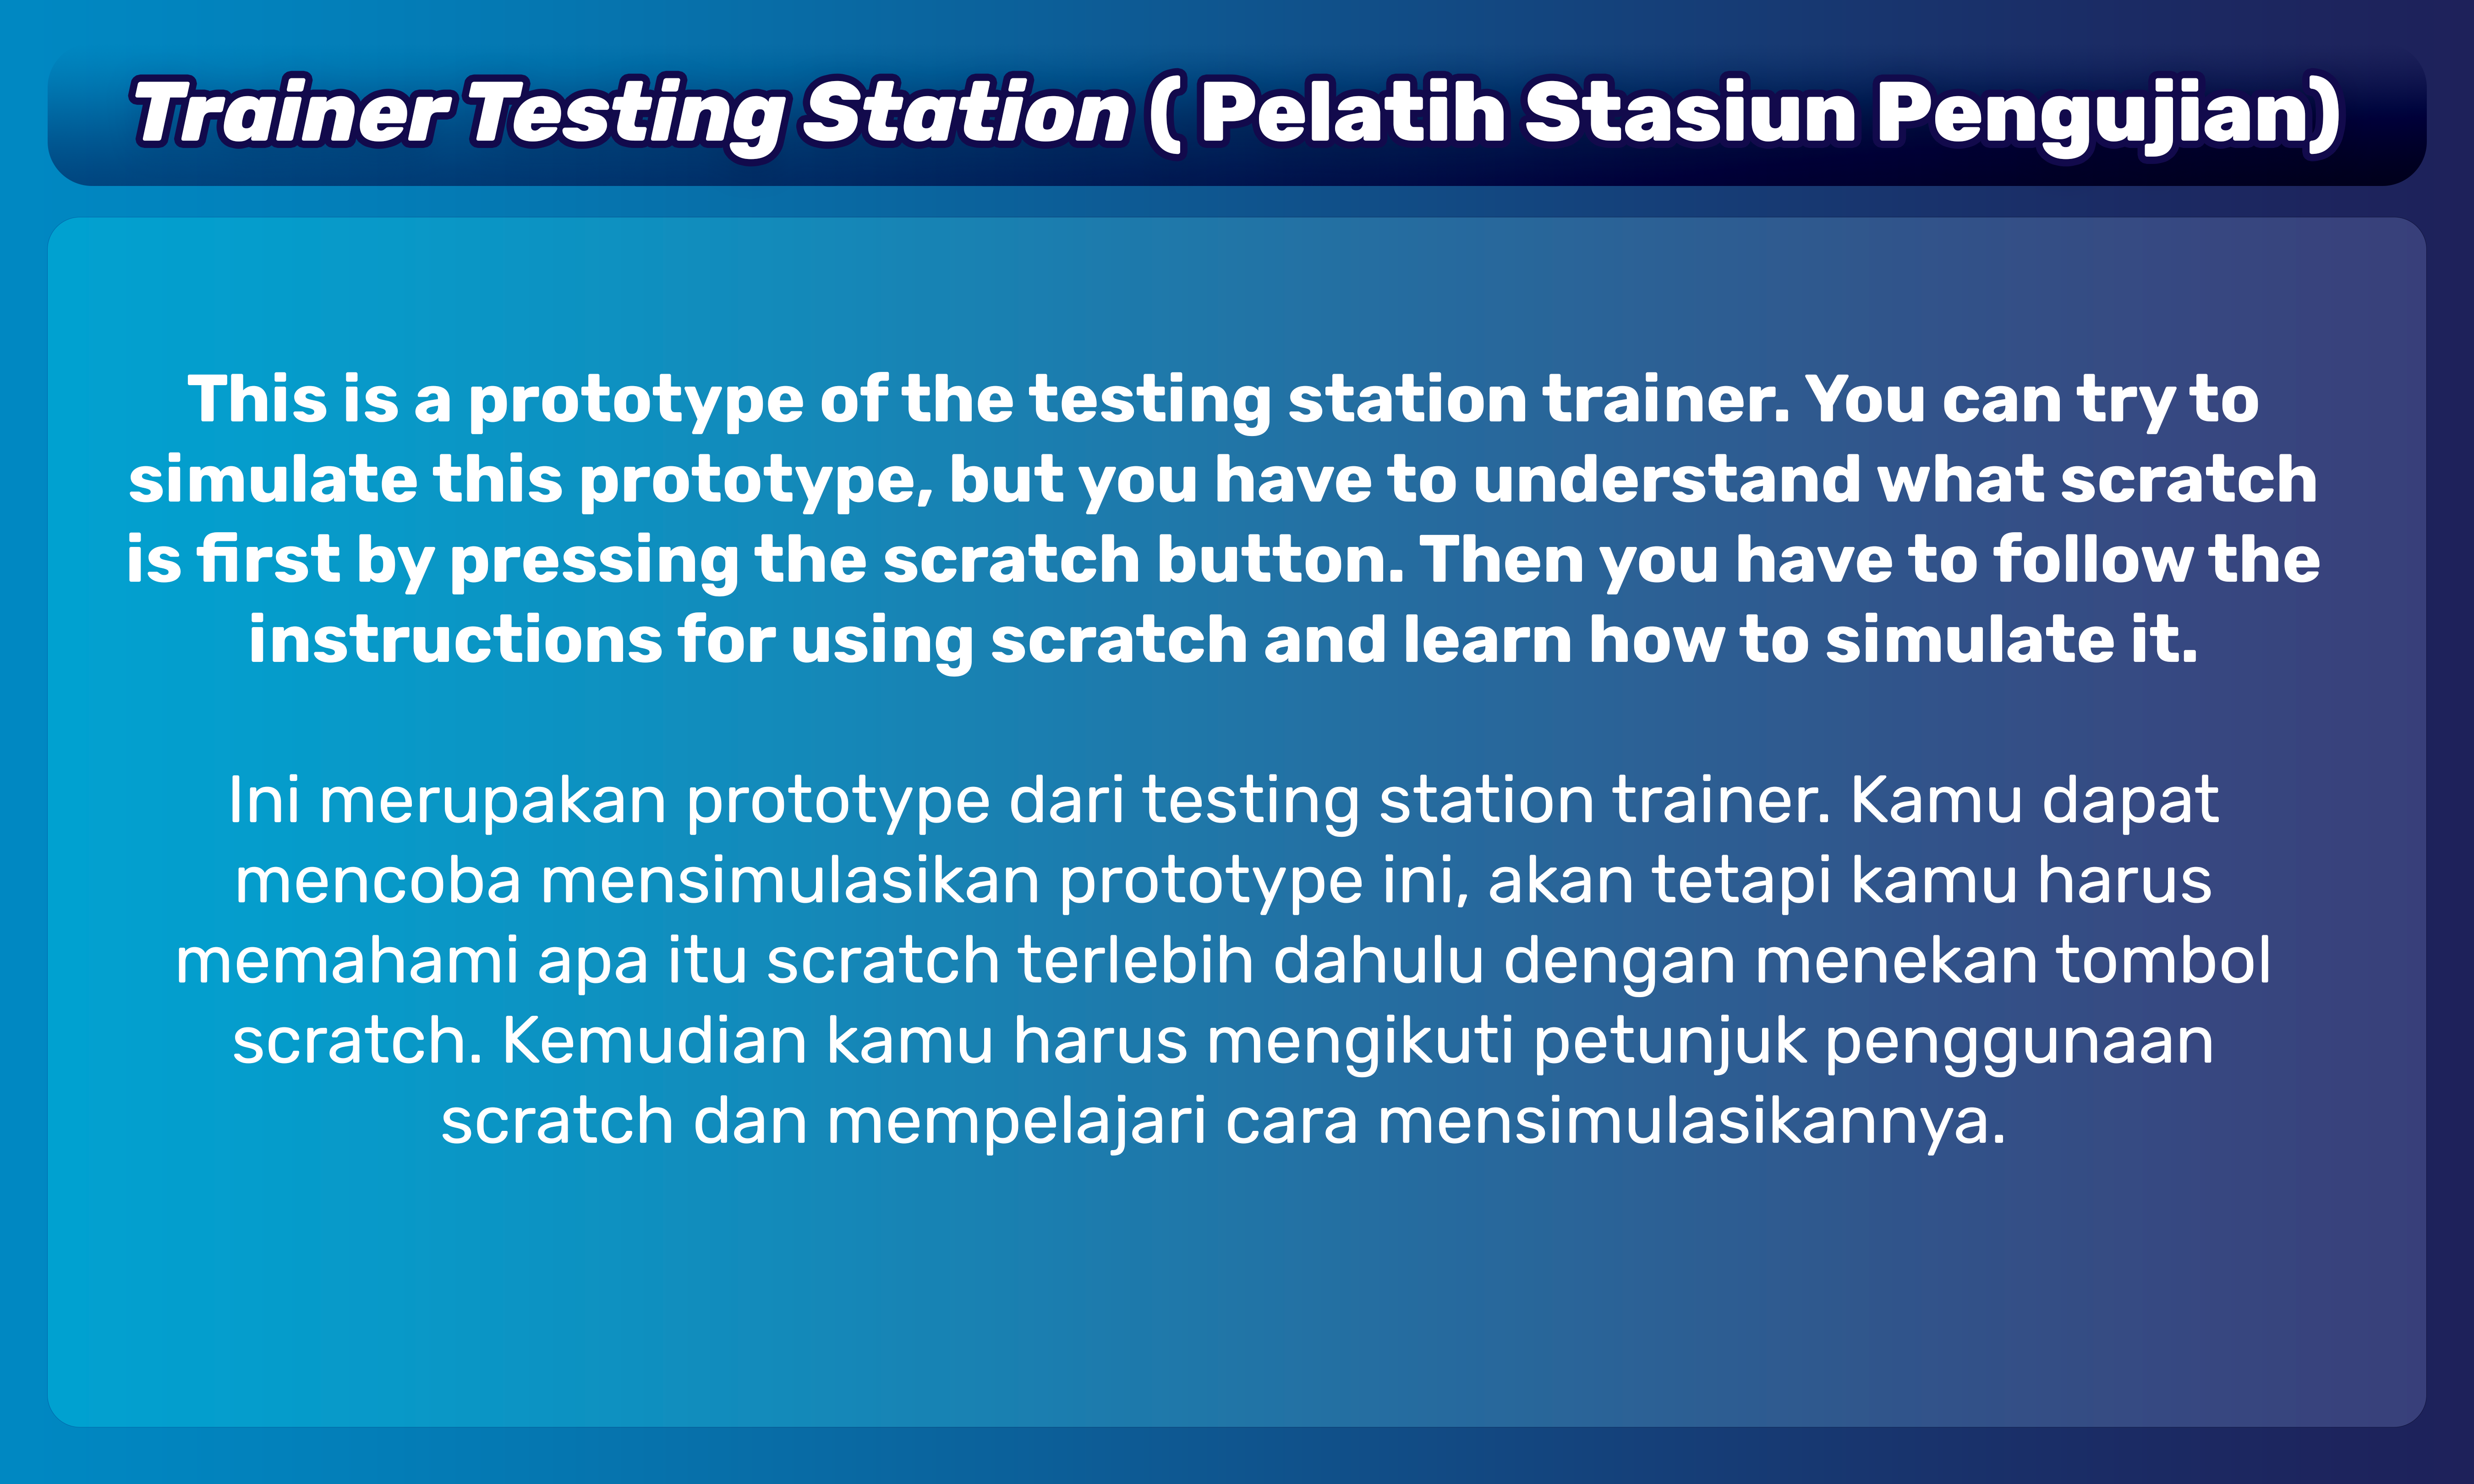 Trainer Testing Station ( Pelatih Stasiun Pengujian)
This is a prototype of the testing station trainer. You can try to
simulate this prototype, but you have to understand what scratch
is first by pressing the scratch button. Then you have to follow the
instructions for using scratch and learn how to simulate it.
Ini merupakan prototype dari testing station trainer. Kamu dapat
mencoba mensimulasikan prototype ini, akan tetapi kamu harus
memahami apa itu scratch terlebih dahulu dengan menekan tombol
scratch. Kemudian kamu harus mengikuti petunjuk penggunaan
scratch dan mempelajari cara mensimulasikannya.